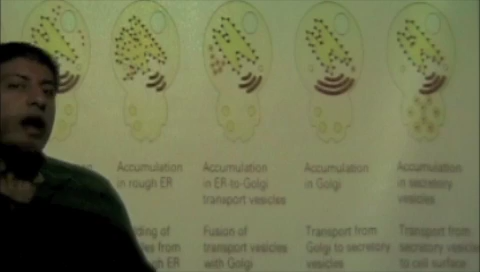 Accumulation
in rough ER
Accumulation
in ER-to-Golgi
transport vesicles
Accumulation
in Golgi
Accumulation
in secretory
vesicles
Fusion of
transport vesicles
with Golgi
Transport from
Golgi to secretory
vesicles
Transport from
secretory vesicles
to cell surface